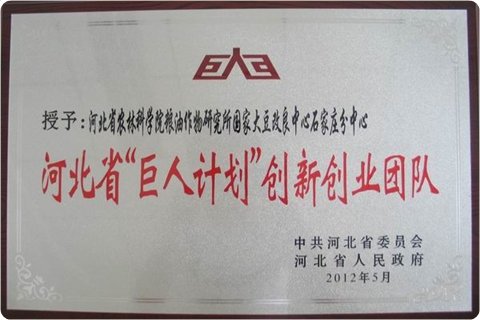 巨人
授予：河北省农林科学院粮油作物研究所国家大豆改良中心石家庄分中心
河北省“巨人计划”创新创业团队
中共河北省委员会
河北省人民政府
2012年5月